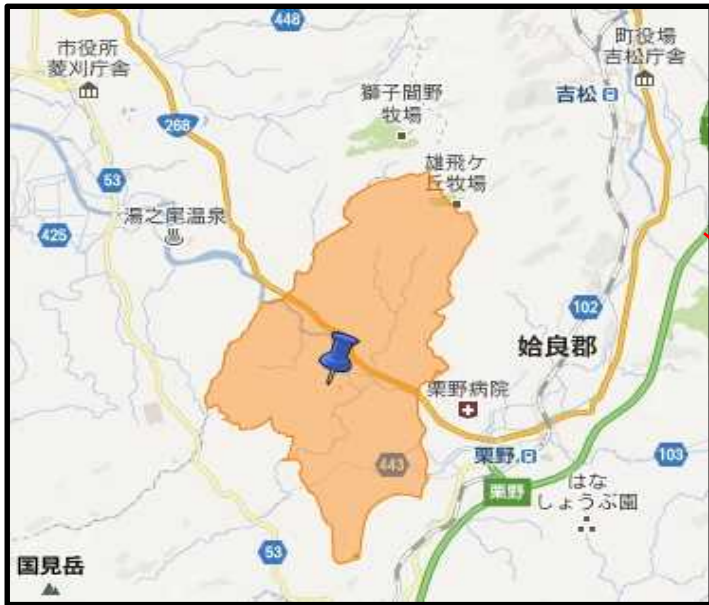 448
市役所
菱刈庁舎
町役場
吉松庁舎
獅子間野
牧場
吉松
268
雄飛ケ
丘牧場
53
湯之尾温泉
425
102
姶良郡
栗野病院
443
栗野
103
栗野
はな
しょうぶ園
53
国見岳